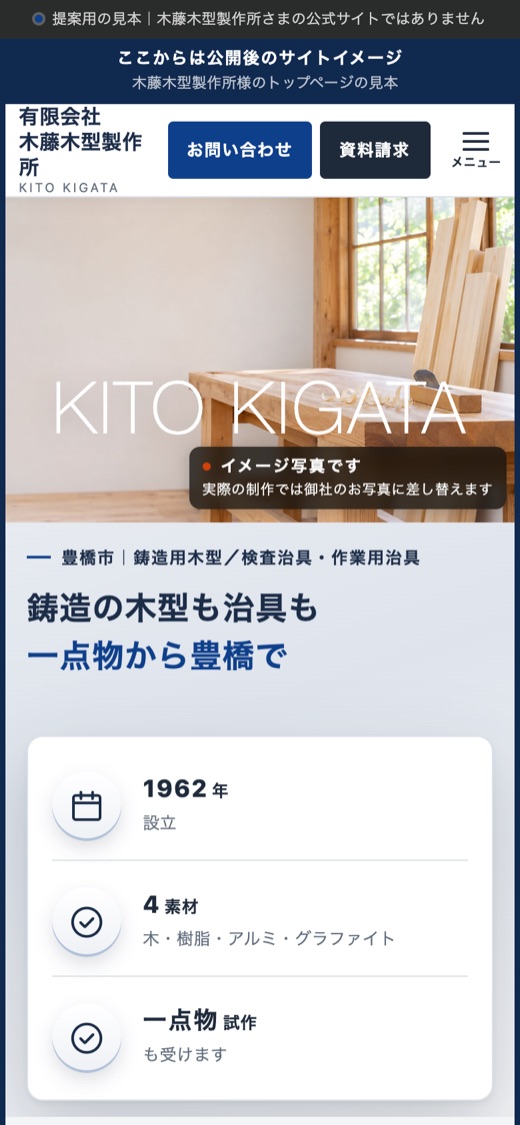 提案用の見本｜木藤木型製作所さまの公式サイトではありません
ここからは公開後のサイトイメージ
木藤木型製作所様のトップページの見本
有限会社
木藤木型製作
所
KITO KIGATA
お問い合わせ
資料請求
メニュー
KITO KIGATA
イメージ写真です
実際の制作では御社のお写真に差し替えます
豊橋市｜鋳造用木型／検査治具・作業用治具
鋳造の木型も治具も
一点物から豊橋で
1962 年
設立
4 素材
木・樹脂・アルミ・グラファイト
一点物 試作
も受けます